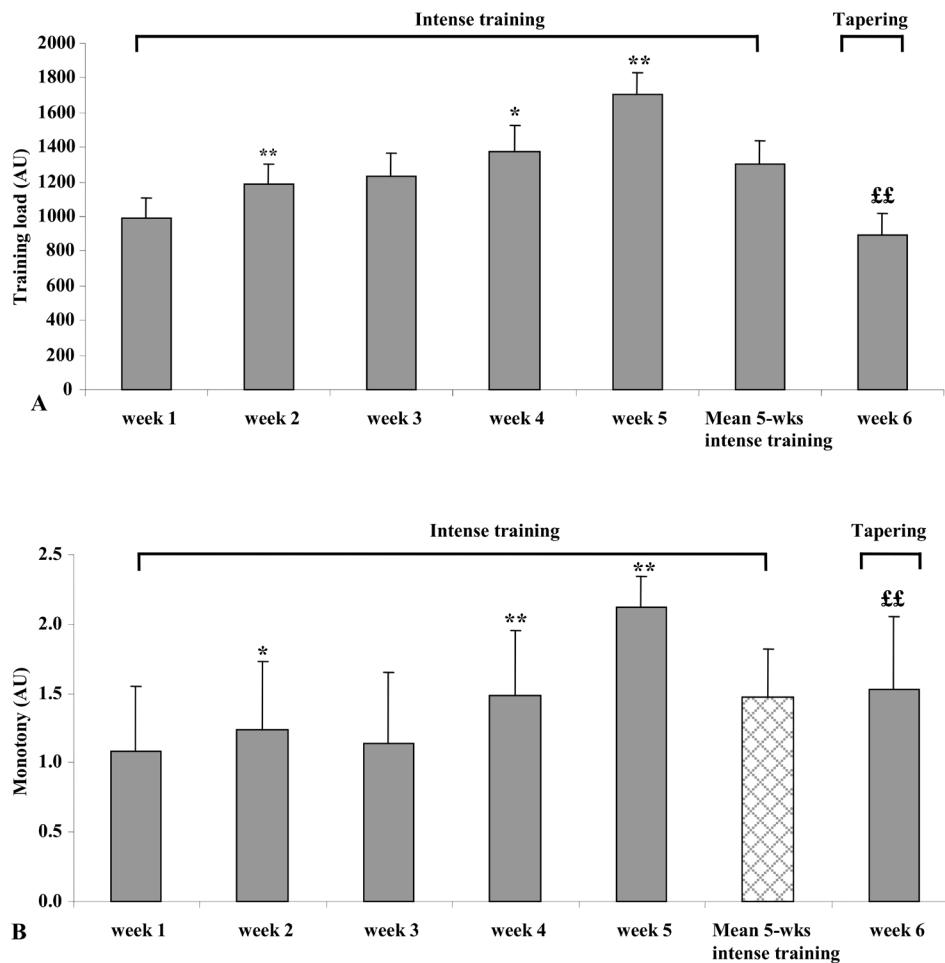 Intense training
Tapering
Training load (AU)
2000
1800
1600
1400
1200
1000
800
600
400
200
0
**
*
**
££
A
week 1
week 2
week 3
week 4
week 5
Mean 5-wks
intense training
week 6
Intense training
Tapering
Monotony (AU)
2.5
2.0
1.5
1.0
0.5
0.0
*
**
**
££
B
week 1
week 2
week 3
week 4
week 5
Mean 5-wks
intense training
week 6